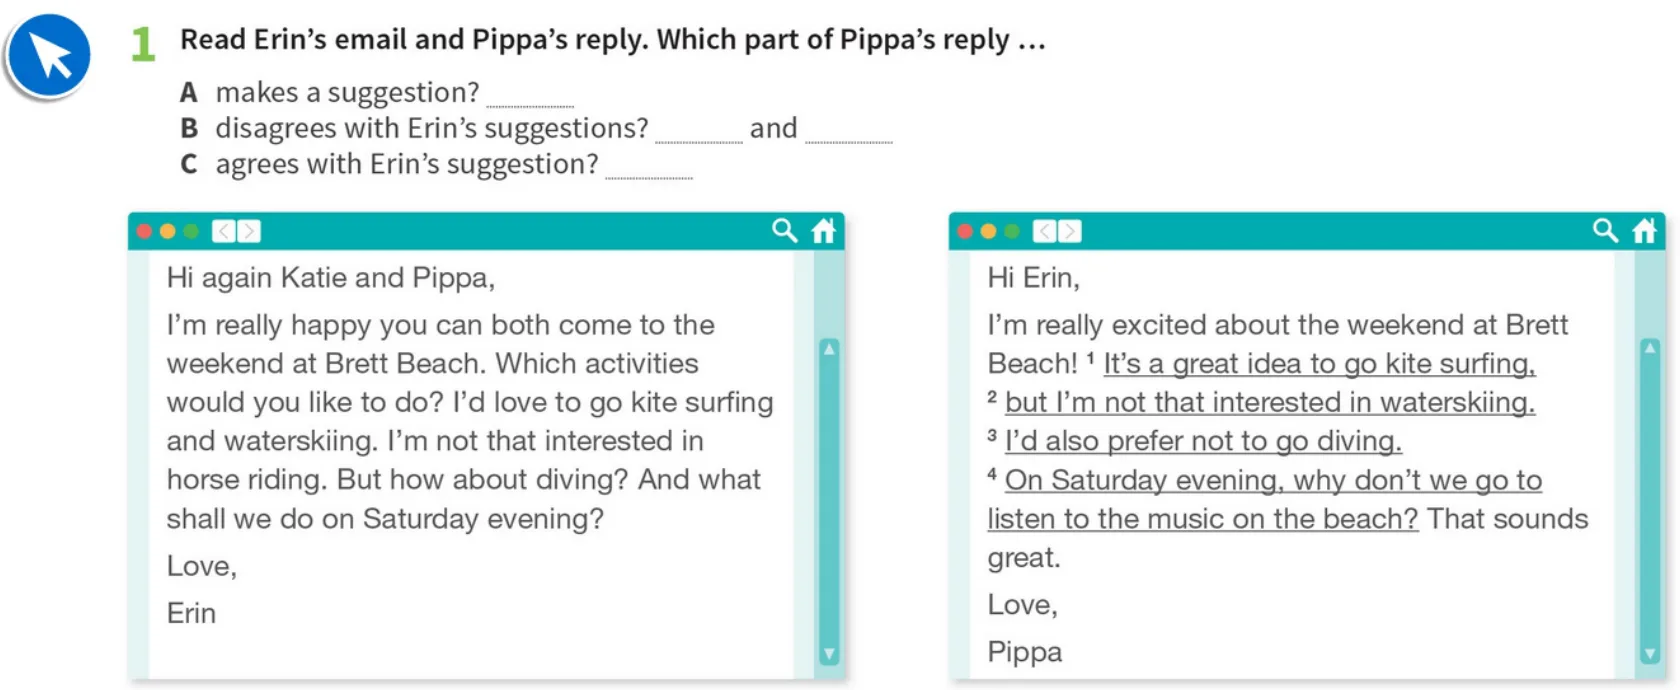 1 Read Erin’s email and Pippa’s reply. Which part of Pippa’s reply …
A makes a suggestion?
B disagrees with Erin’s suggestions? and
C agrees with Erin’s suggestion?
Hi again Katie and Pippa,
I’m really happy you can both come to the
weekend at Brett Beach. Which activities
would you like to do? I’d love to go kite surfing
and waterskiing. I’m not that interested in
horse riding. But how about diving? And what
shall we do on Saturday evening?
Love,
Erin
Hi Erin,
I’m really excited about the weekend at Brett
Beach! ¹ It’s a great idea to go kite surfing,
² but I’m not that interested in waterskiing.
³ I’d also prefer not to go diving.
⁴ On Saturday evening, why don’t we go to
listen to the music on the beach? That sounds
great.
Love,
Pippa